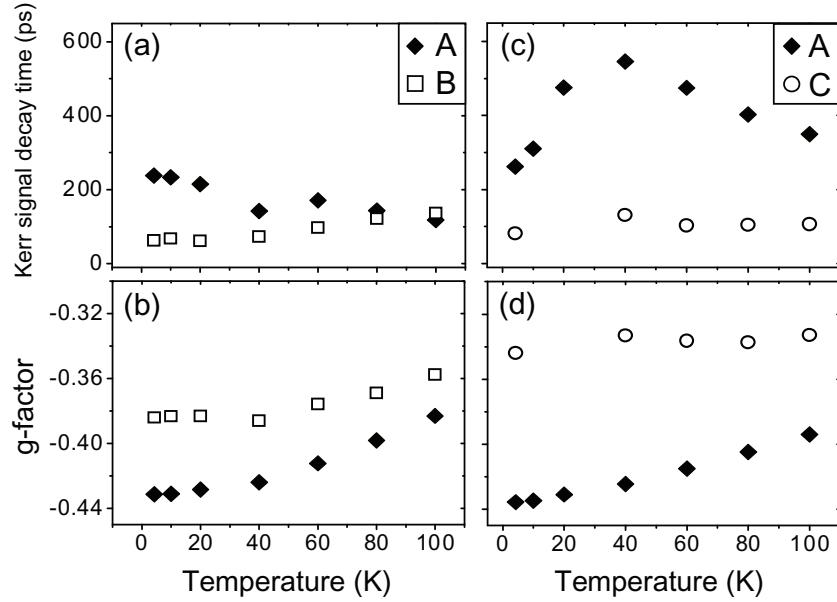 Kerr signal decay time (ps)
600
400
200
0
(a)
A
B
(c)
A
C
g-factor
-0.32
-0.36
-0.40
-0.44
(b)
(d)
0 20 40 60 80 100
0 20 40 60 80 100
Temperature (K)
Temperature (K)